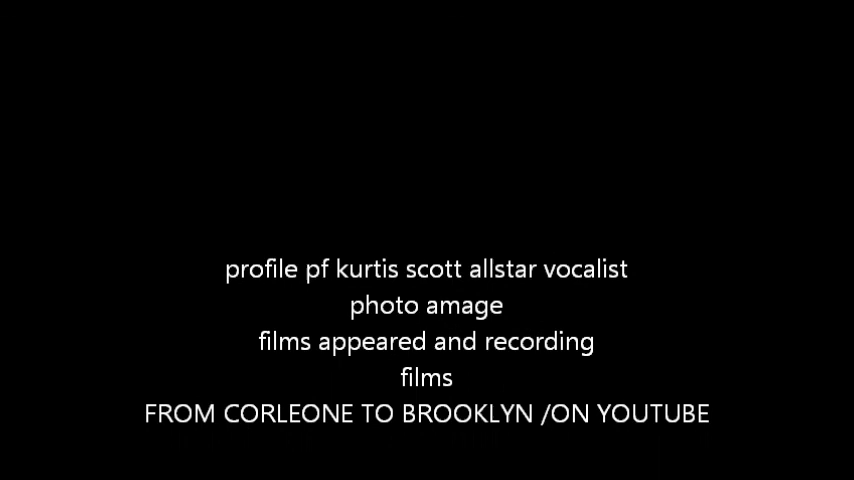 profile pf kurtis scott allstar vocalist
photo amage
films appeared and recording
films
FROM CORLEONE TO BROOKLYN /ON YOUTUBE